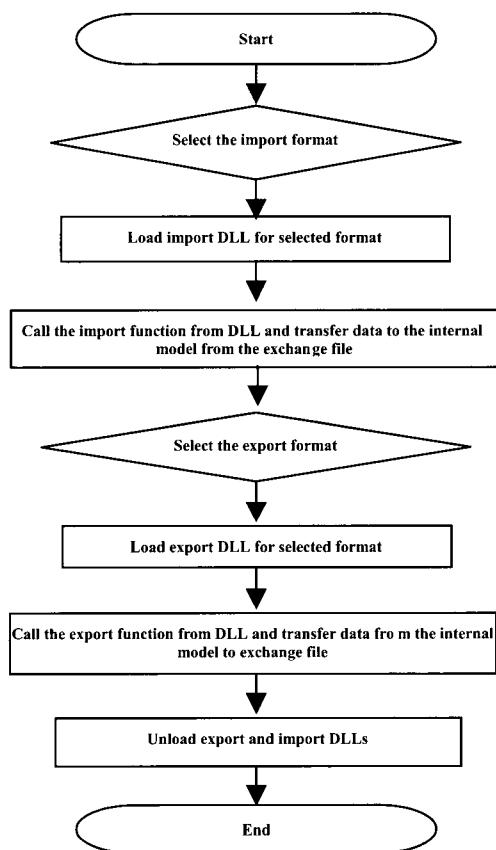 Start
Select the import format
Load import DLL for selected format
Call the import function from DLL and transfer data to the internal
model from the exchange file
Select the export format
Load export DLL for selected format
Call the export function from DLL and transfer data fro m the internal
model to exchange file
Unload export and import DLLs
End